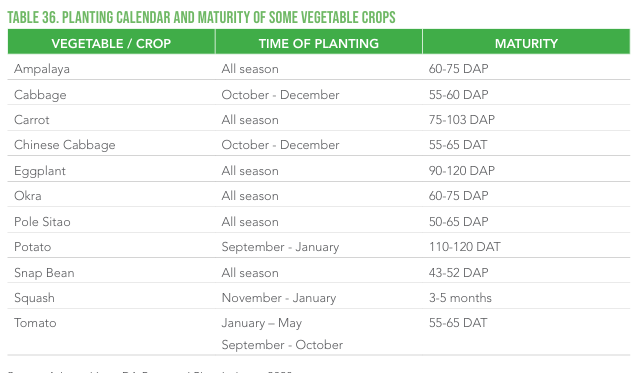 TABLE 36. PLANTING CALENDAR AND MATURITY OF SOME VEGETABLE CROPS
VEGETABLE / CROP TIME OF PLANTING MATURITY
Ampalaya All season 60-75 DAP
Cabbage October - December 55-60 DAP
Carrot All season 75-103 DAP
Chinese Cabbage October - December 55-65 DAT
Eggplant All season 90-120 DAP
Okra All season 60-75 DAP
Pole Sitao All season 50-65 DAP
Potato September - January 110-120 DAT
Snap Bean All season 43-52 DAP
Squash November - January 3-5 months
Tomato January – May 55-65 DAT
September - October